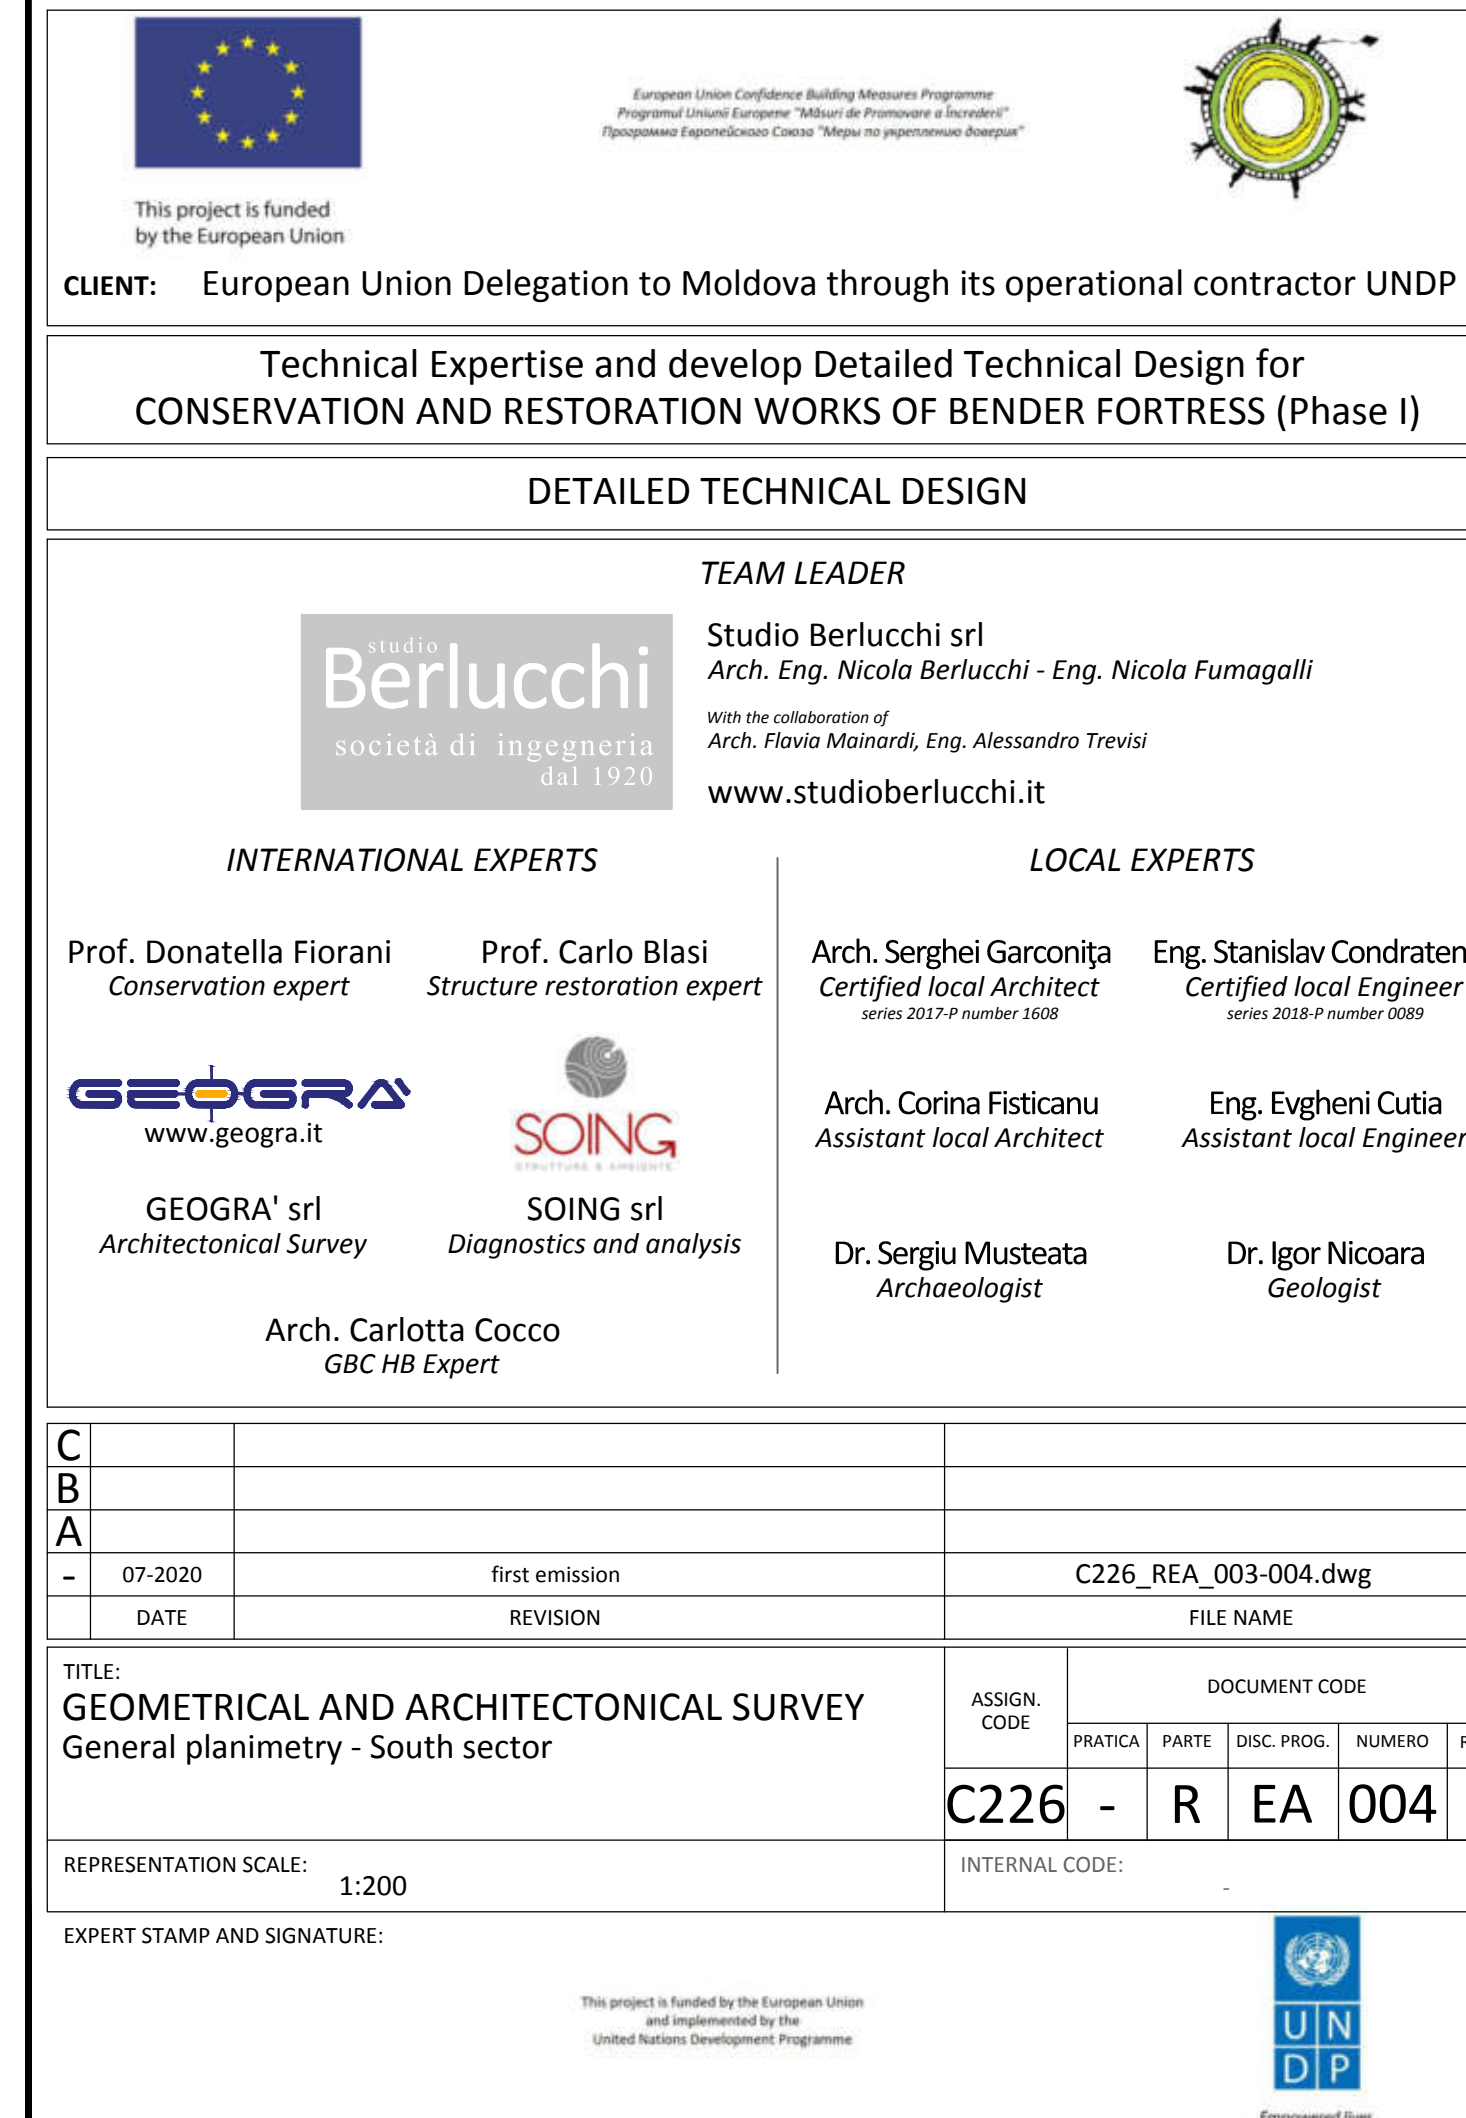 European Union Confidence Building Measures Programme
Programul Uniunii Europene "Măsuri de Promovare a Încrederii"
Программа Европейского Союза "Меры по укреплению доверия"
This project is funded
by the European Union
CLIENT: European Union Delegation to Moldova through its operational contractor UNDP
Technical Expertise and develop Detailed Technical Design for
CONSERVATION AND RESTORATION WORKS OF BENDER FORTRESS (Phase I)
DETAILED TECHNICAL DESIGN
TEAM LEADER
studio
Berlucchi
società di ingegneria
dal 1920
Studio Berlucchi srl
Arch. Eng. Nicola Berlucchi - Eng. Nicola Fumagalli
With the collaboration of
Arch. Flavia Mainardi, Eng. Alessandro Trevisi
www.studioberlucchi.it
INTERNATIONAL EXPERTS
Prof. Donatella Fiorani
Conservation expert
Prof. Carlo Blasi
Structure restoration expert
GEOGRÀ
www.geogra.it
SOING
STRUTTURE & AMBIENTE
GEOGRA' srl
Architectonical Survey
SOING srl
Diagnostics and analysis
Arch. Carlotta Cocco
GBC HB Expert
LOCAL EXPERTS
Arch. Serghei Garconiţa
Certified local Architect
series 2017-P number 1608
Eng. Stanislav Condraten
Certified local Engineer
series 2018-P number 0089
Arch. Corina Fisticanu
Assistant local Architect
Eng. Evgheni Cutia
Assistant local Engineer
Dr. Sergiu Musteata
Archaeologist
Dr. Igor Nicoara
Geologist
C
B
A
- 07-2020 first emission C226_REA_003-004.dwg
DATE REVISION FILE NAME
TITLE:
GEOMETRICAL AND ARCHITECTONICAL SURVEY
General planimetry - South sector
ASSIGN.
CODE
DOCUMENT CODE
PRATICA PARTE DISC. PROG. NUMERO
C226 - R EA 004
REPRESENTATION SCALE:
1:200
INTERNAL CODE:
-
EXPERT STAMP AND SIGNATURE:
This project is funded by the European Union
and implemented by the
United Nations Development Programme
U N
D P
Empowered lives